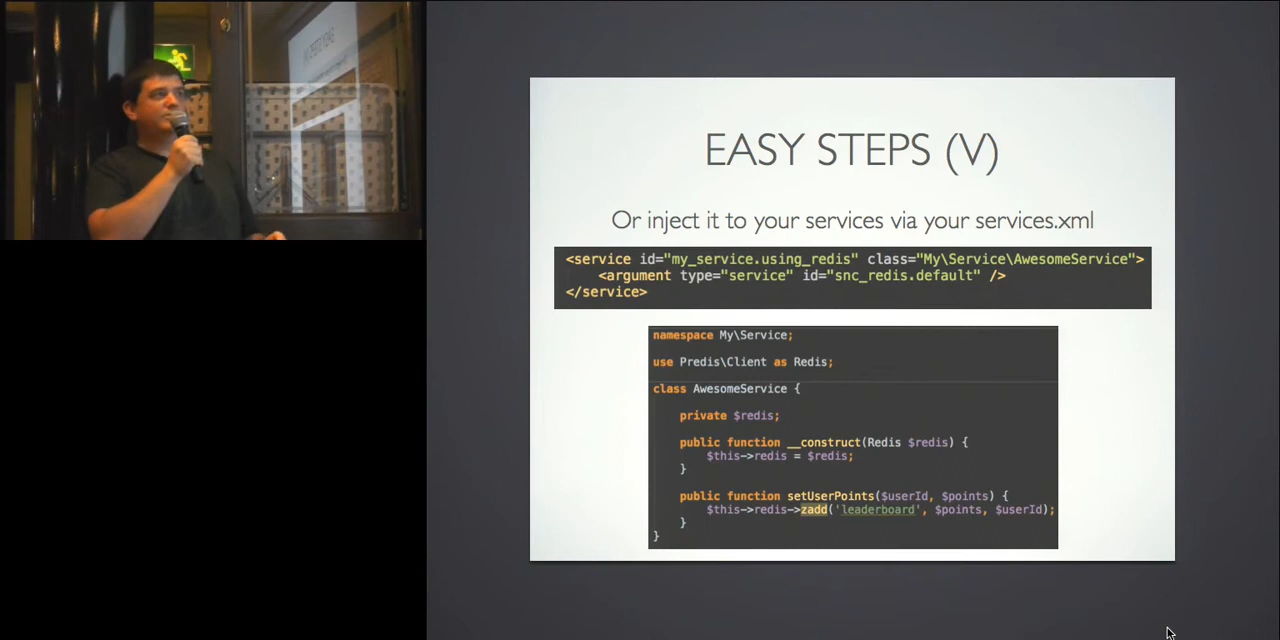 EASY STEPS (V)
Or inject it to your services via your services.xml
<service id="my_service.using_redis" class="My\Service\AwesomeService">
<argument type="service" id="snc_redis.default" />
</service>
namespace My\Service;
use Predis\Client as Redis;
class AwesomeService {
private $redis;
public function __construct(Redis $redis) {
$this->redis = $redis;
}
public function setUserPoints($userId, $points) {
$this->redis->zadd('leaderboard', $points, $userId);
}
}